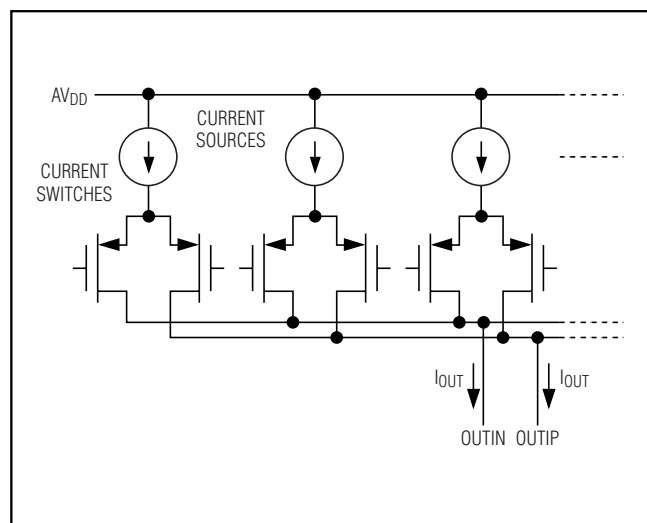 AVDD
CURRENT
SOURCES
CURRENT
SWITCHES
IOUT
IOUT
OUTIN
OUTIP